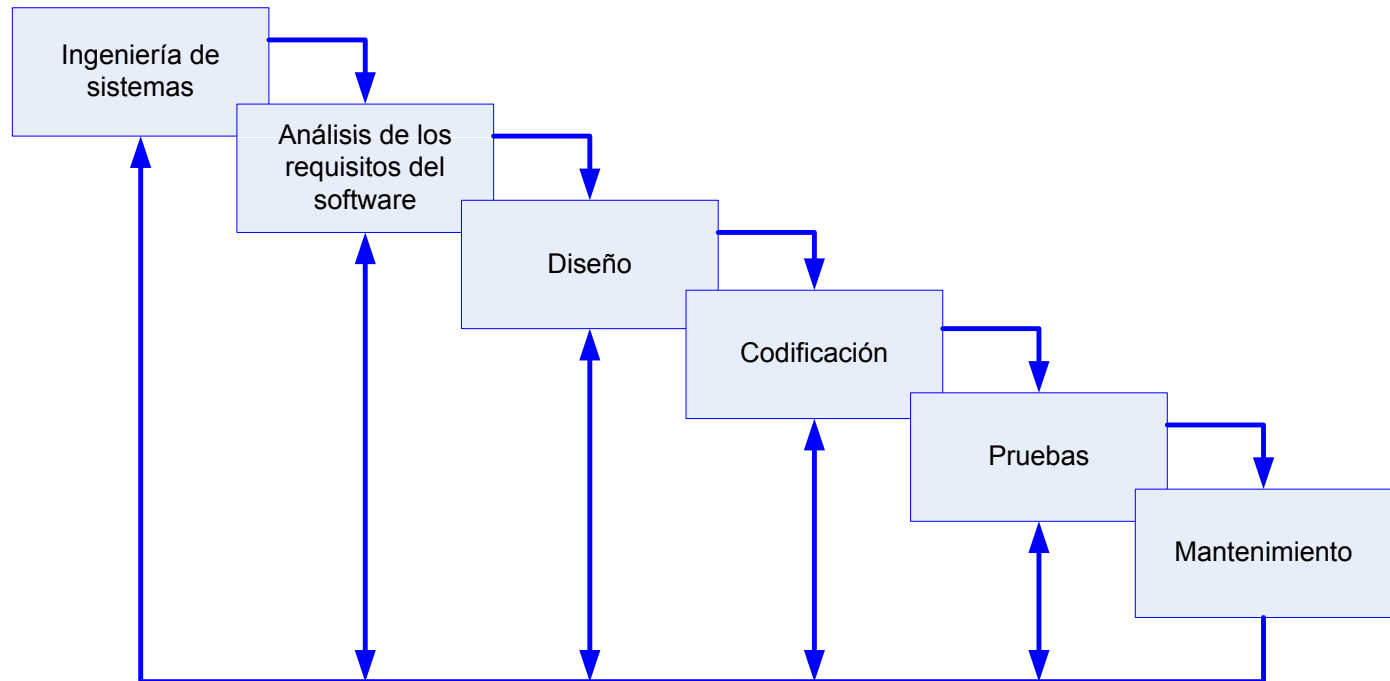 Ingeniería de
sistemas
Análisis de los
requisitos del
software
Diseño
Codificación
Pruebas
Mantenimiento